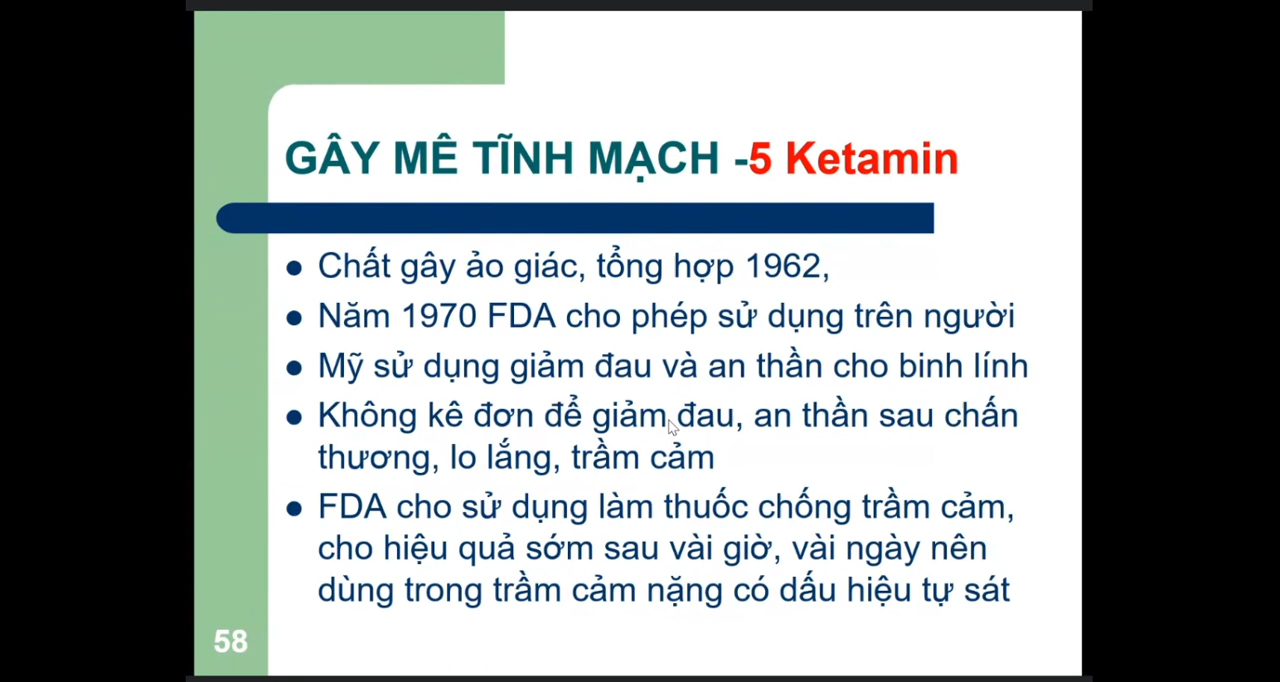 GÂY MÊ TĨNH MẠCH -5 Ketamin
Chất gây ảo giác, tổng hợp 1962,
Năm 1970 FDA cho phép sử dụng trên người
Mỹ sử dụng giảm đau và an thần cho binh lính
Không kê đơn để giảm đau, an thần sau chấn
thương, lo lắng, trầm cảm
FDA cho sử dụng làm thuốc chống trầm cảm,
cho hiệu quả sớm sau vài giờ, vài ngày nên
dùng trong trầm cảm nặng có dấu hiệu tự sát
58